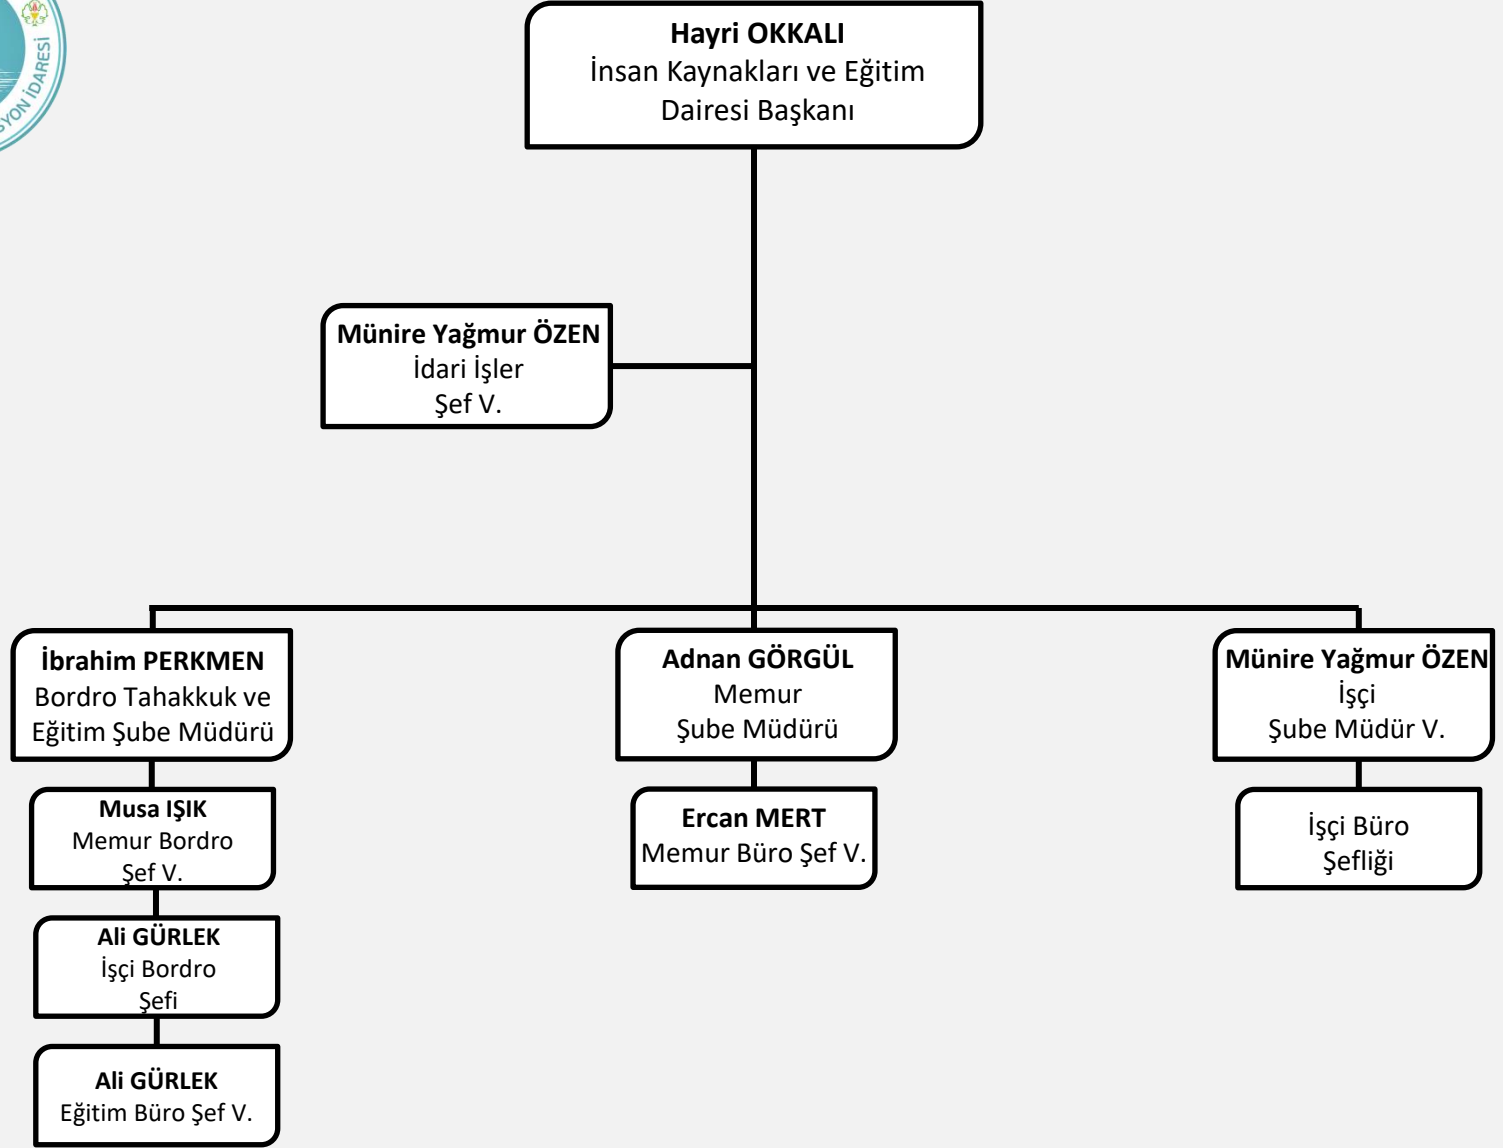 SYON İDARESİ
Hayri OKKALI
İnsan Kaynakları ve Eğitim
Dairesi Başkanı
Münire Yağmur ÖZEN
İdari İşler
Şef V.
İbrahim PERKMEN
Bordro Tahakkuk ve
Eğitim Şube Müdürü
Adnan GÖRGÜL
Memur
Şube Müdürü
Münire Yağmur ÖZEN
İşçi
Şube Müdür V.
Musa IŞIK
Memur Bordro
Şef V.
Ercan MERT
Memur Büro Şef V.
İşçi Büro
Şefliği
Ali GÜRLEK
İşçi Bordro
Şefi
Ali GÜRLEK
Eğitim Büro Şef V.